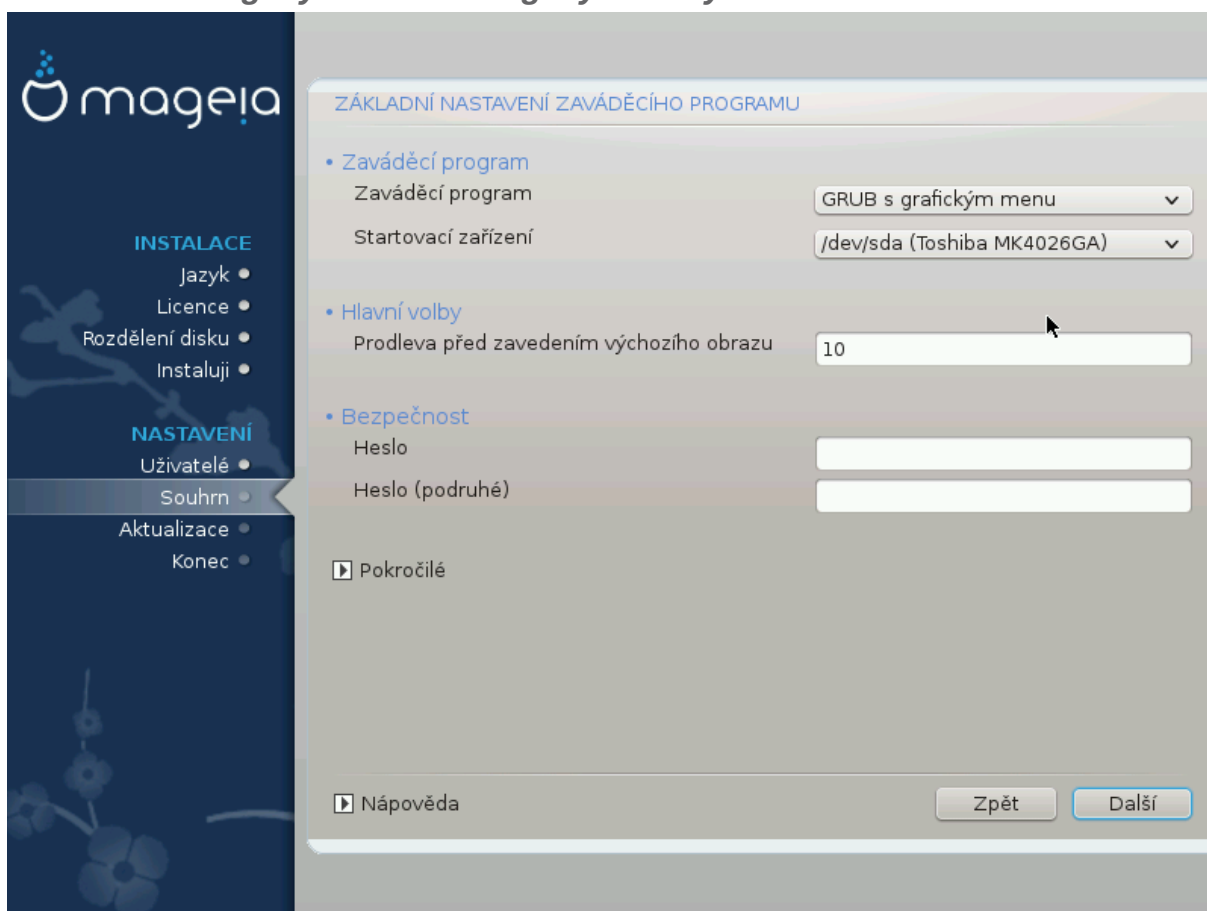 mageia
INSTALACE
Jazyk
Licence
Rozdělení disku
Instaluji
NASTAVENÍ
Uživatelé
Souhrn
Aktualizace
Konec
ZÁKLADNÍ NASTAVENÍ ZAVÁDĚCÍHO PROGRAMU
• Zaváděcí program
Zaváděcí program
GRUB s grafickým menu
Startovací zařízení
/dev/sda (Toshiba MK4026GA)
• Hlavní volby
Prodleva před zavedením výchozího obrazu
10
• Bezpečnost
Heslo
Heslo (podruhé)
Pokročilé
Nápověda
Zpět
Další